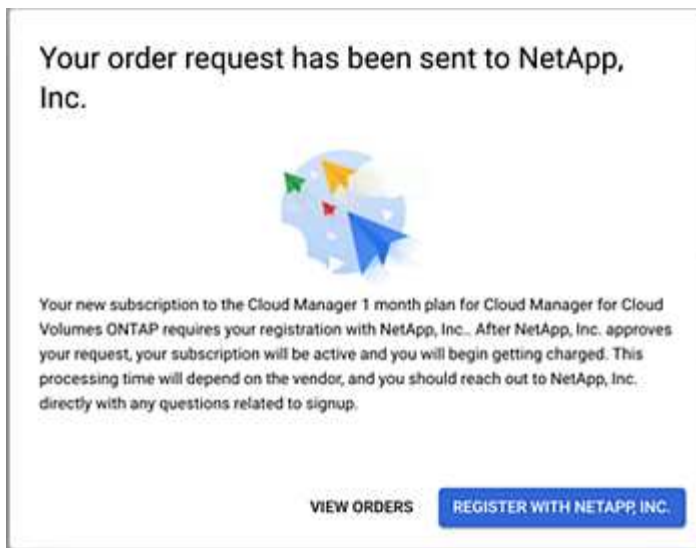 Your order request has been sent to NetApp,
Inc.
Your new subscription to the Cloud Manager 1 month plan for Cloud Manager for Cloud
Volumes ONTAP requires your registration with NetApp, Inc.. After NetApp, Inc. approves
your request, your subscription will be active and you will begin getting charged. This
processing time will depend on the vendor, and you should reach out to NetApp, Inc.
directly with any questions related to signup.
VIEW ORDERS
REGISTER WITH NETAPP, INC.